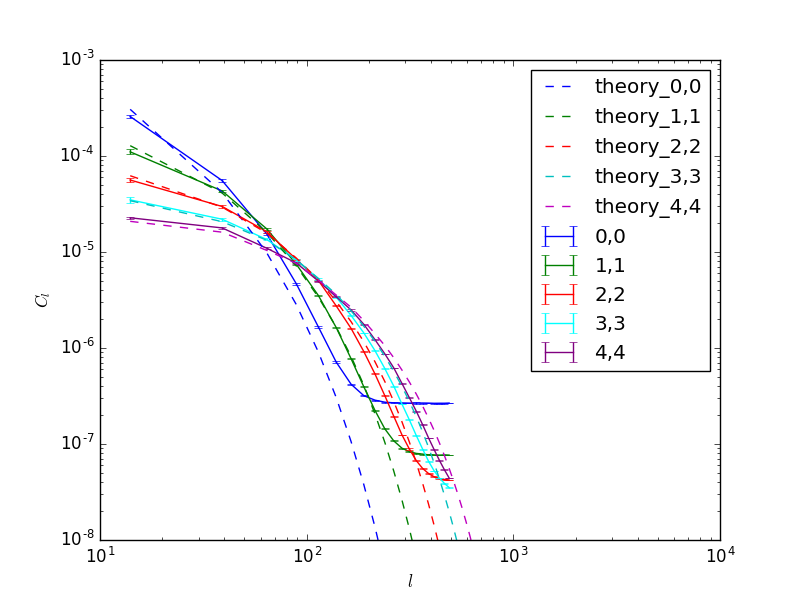 10^-3
10^-4
10^-5
10^-6
10^-7
10^-8
C_l
10^1
10^2
10^3
10^4
l
theory_0,0
theory_1,1
theory_2,2
theory_3,3
theory_4,4
0,0
1,1
2,2
3,3
4,4